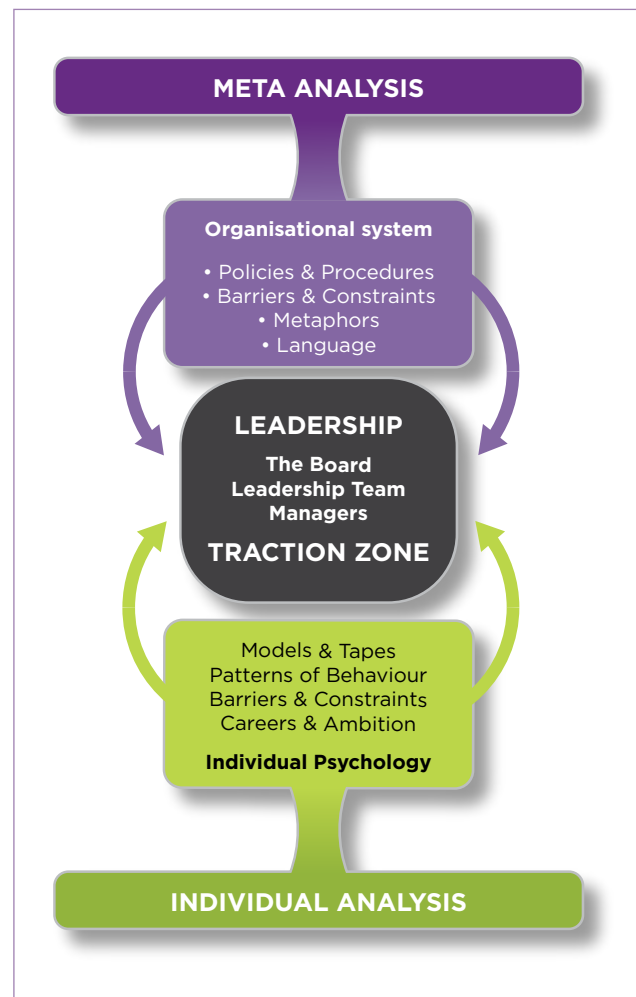 META ANALYSIS
Organisational system
• Policies & Procedures
• Barriers & Constraints
• Metaphors
• Language
LEADERSHIP
The Board
Leadership Team
Managers
TRACTION ZONE
Models & Tapes
Patterns of Behaviour
Barriers & Constraints
Careers & Ambition
Individual Psychology
INDIVIDUAL ANALYSIS